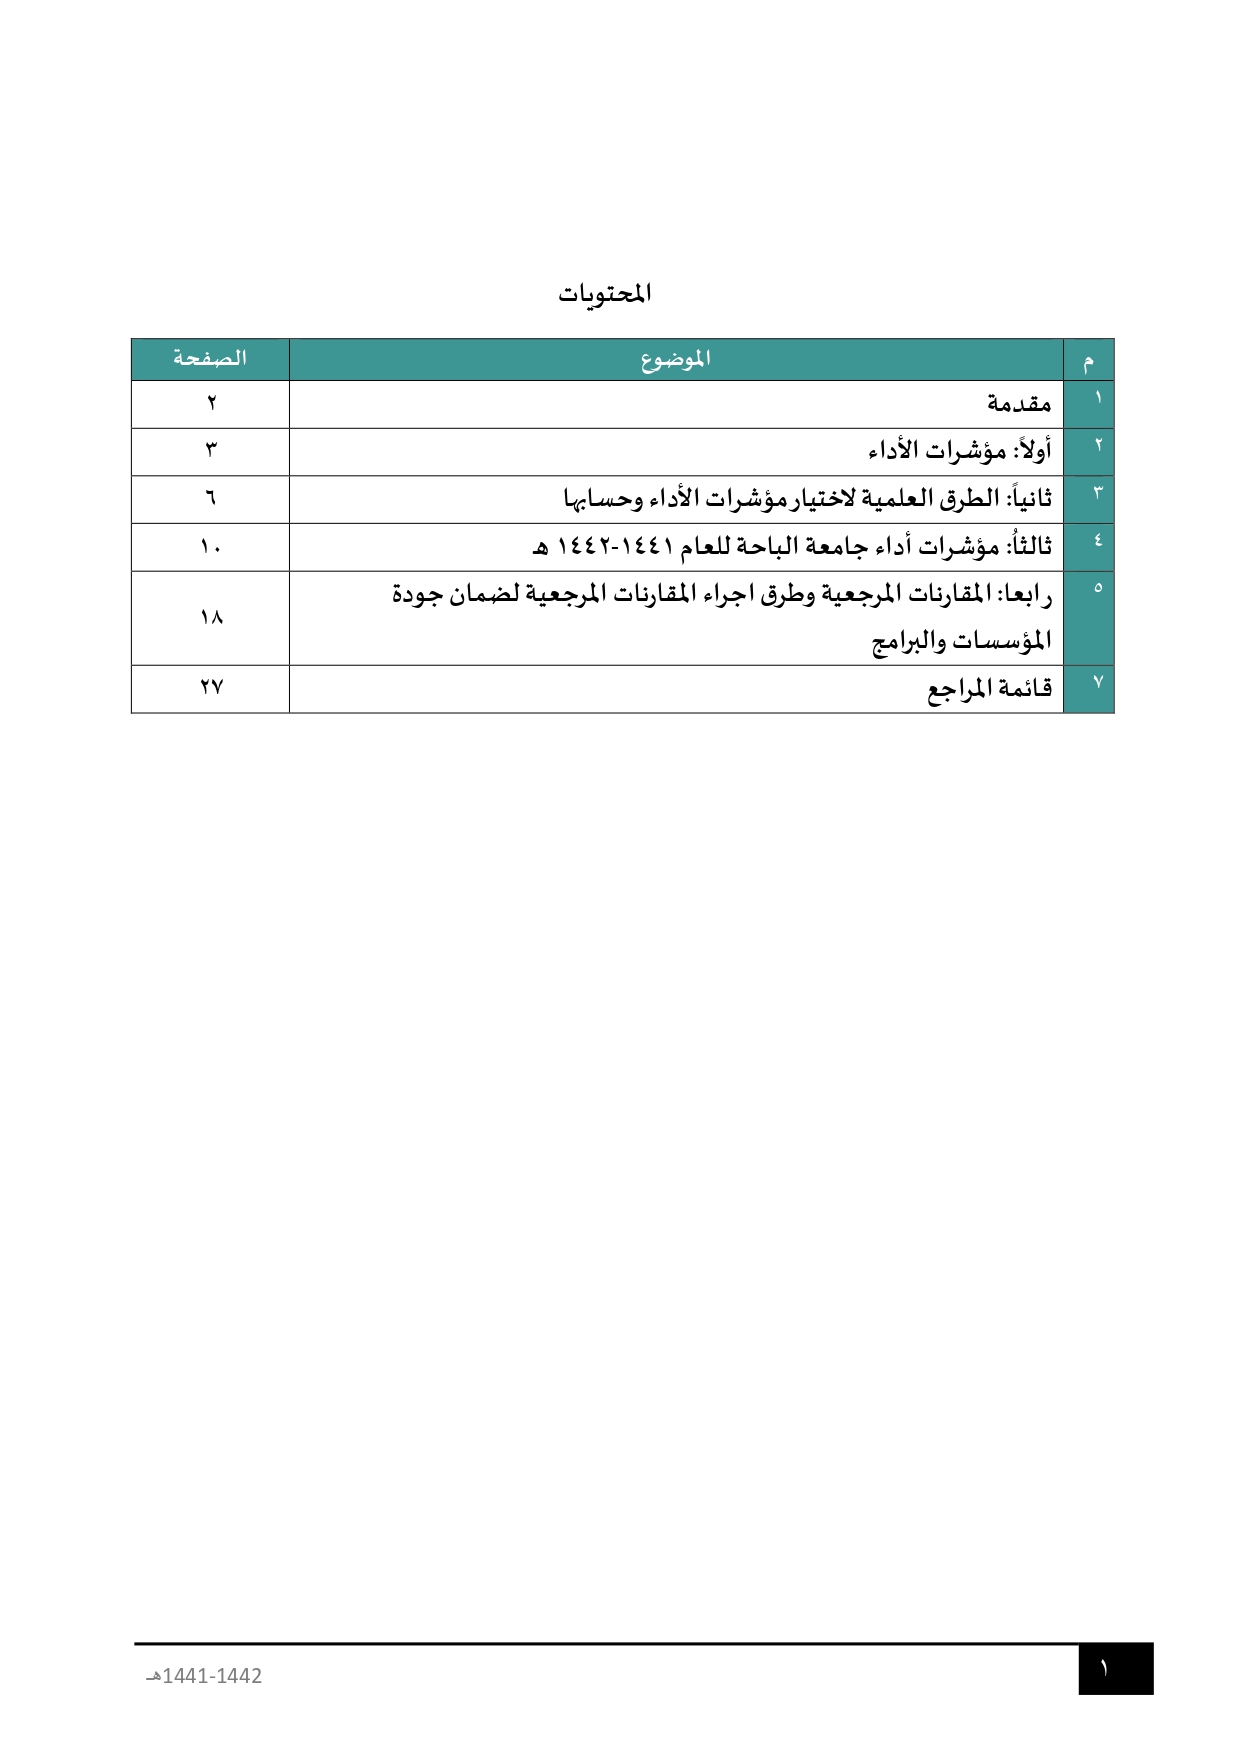 المحتويات
م الموضوع الصفحة
١ مقدمة ٢
٢ أولاً: مؤشرات الأداء ٣
٣ ثانياً: الطرق العلمية لاختيار مؤشرات الأداء وحسابها ٦
٤ ثالثاُ: مؤشرات أداء جامعة الباحة للعام ١٤٤١-١٤٤٢ هـ ١٠
٥ رابعا: المقارنات المرجعية وطرق اجراء المقارنات المرجعية لضمان جودة
المؤسسات والبرامج ١٨
٧ قائمة المراجع ٢٧
١
1441-1442هـ